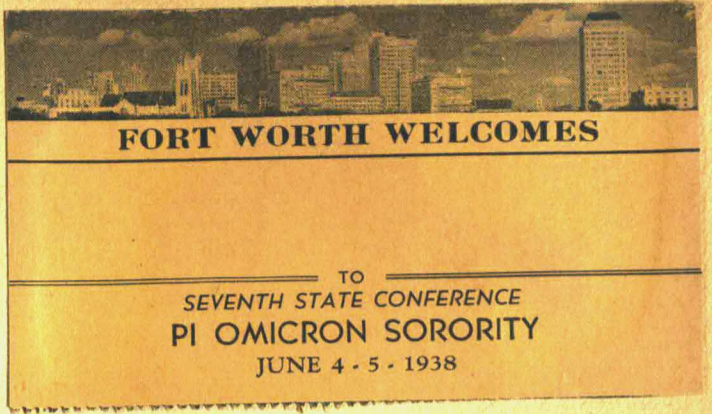 FORT WORTH WELCOMES
TO
SEVENTH STATE CONFERENCE
PI OMICRON SORORITY
JUNE 4 - 5 - 1938